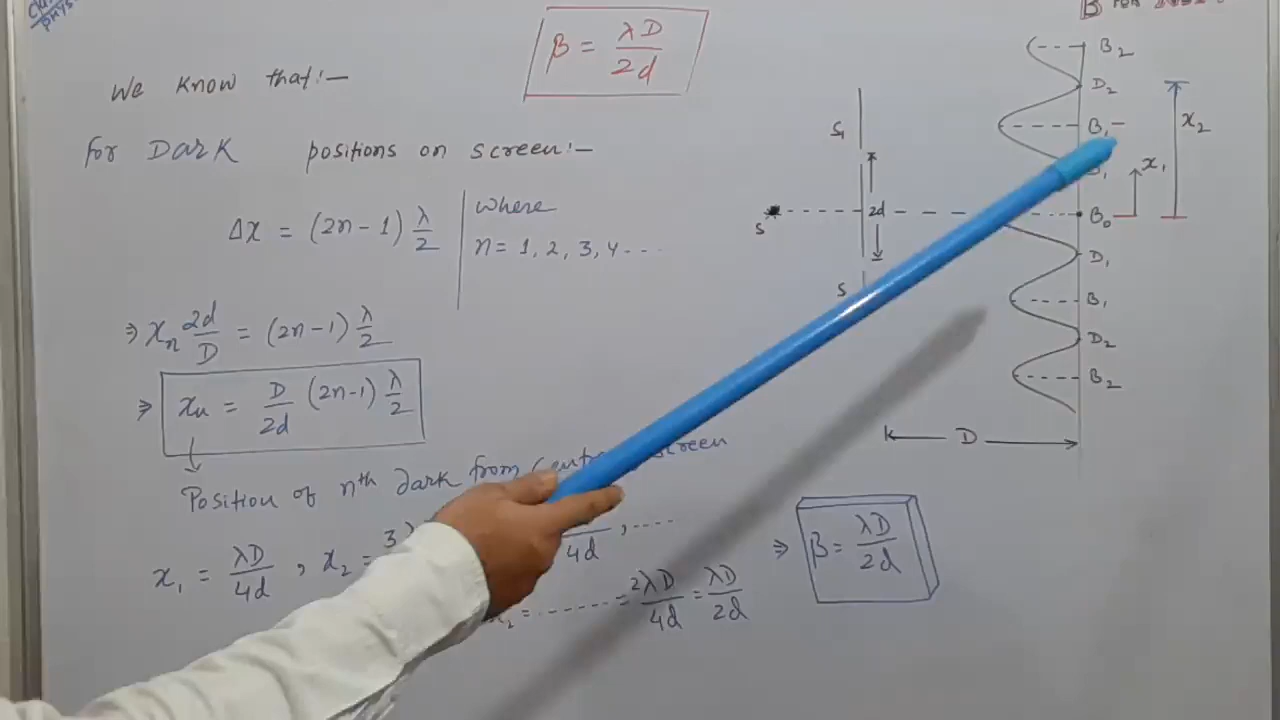 β = λD/2d
We know that:—
for DARK positions on screen:—
Δx = (2n-1) λ/2
where
n = 1, 2, 3, 4 - - -
⇒ xₙ 2d/D = (2n-1) λ/2
⇒ xₙ = D/2d (2n-1) λ/2
Position of nᵗʰ dark from screen
x₁ = λD/4d , x₂ = 3 4d , ....
= - - - - - - - = 2λD/4d = λD/2d
⇒ β = λD/2d
S₁
S
2d
S
B₂
D₂
B₁
B₀
D₁
B₁
D₂
B₂
x₁
x₂
D